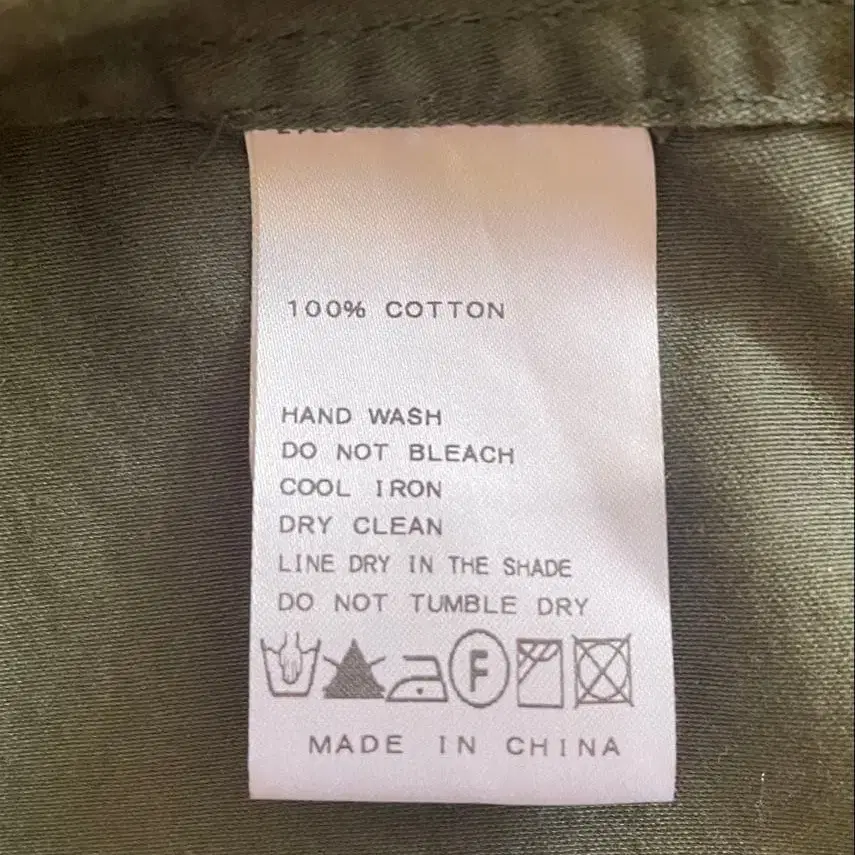 100% COTTON
HAND WASH
DO NOT BLEACH
COOL IRON
DRY CLEAN
LINE DRY IN THE SHADE
DO NOT TUMBLE DRY
F
MADE IN CHINA